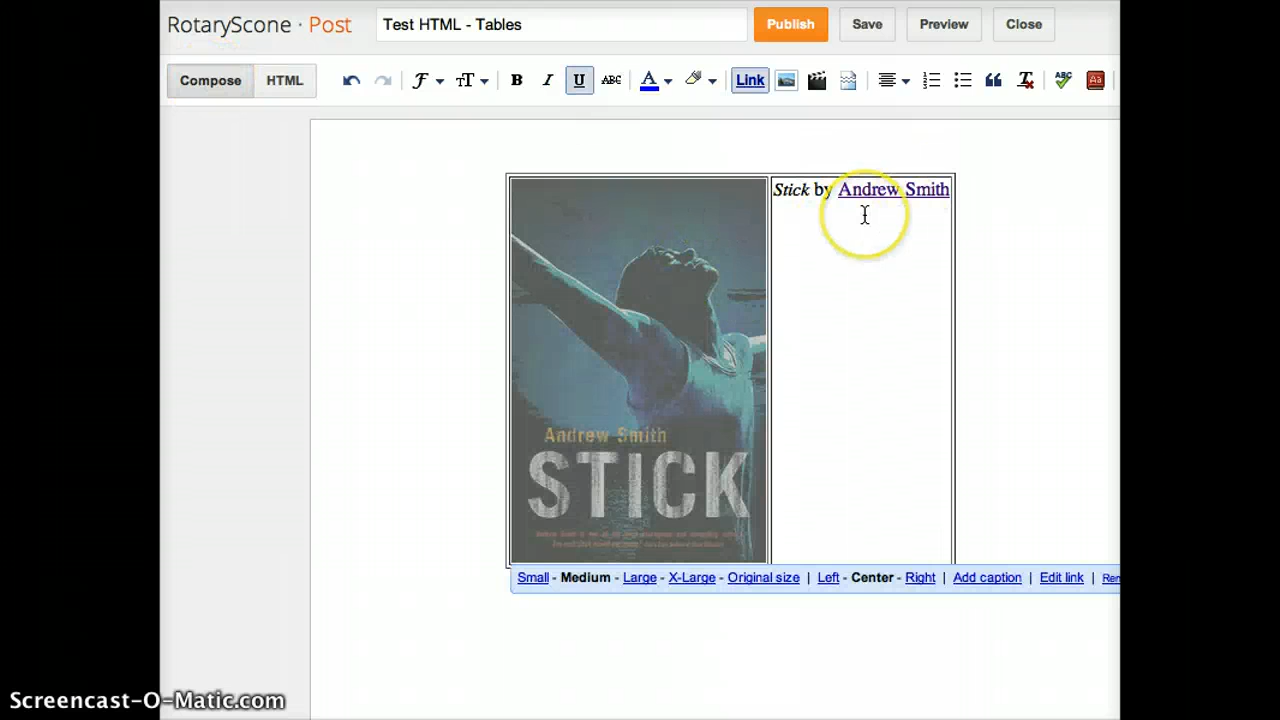 RotaryScone · Post
Test HTML - Tables
Publish
Save
Preview
Close
Compose
HTML
Link
Stick by Andrew Smith
Andrew Smith
STICK
Small - Medium - Large - X-Large - Original size | Left - Center - Right | Add caption | Edit link |
Screencast-O-Matic.com